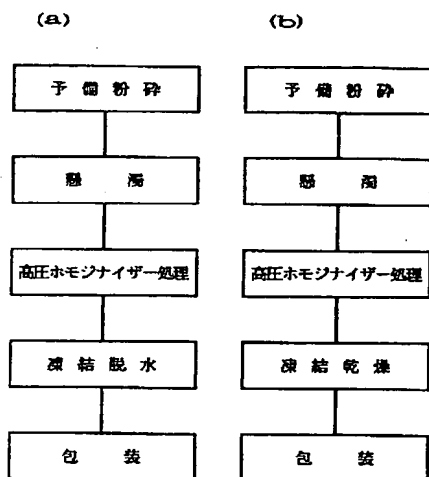 (a)
予備粉砕
懸濁
高圧ホモジナイザー処理
凍結脱水
包装
(b)
予備粉砕
懸濁
高圧ホモジナイザー処理
凍結乾燥
包装